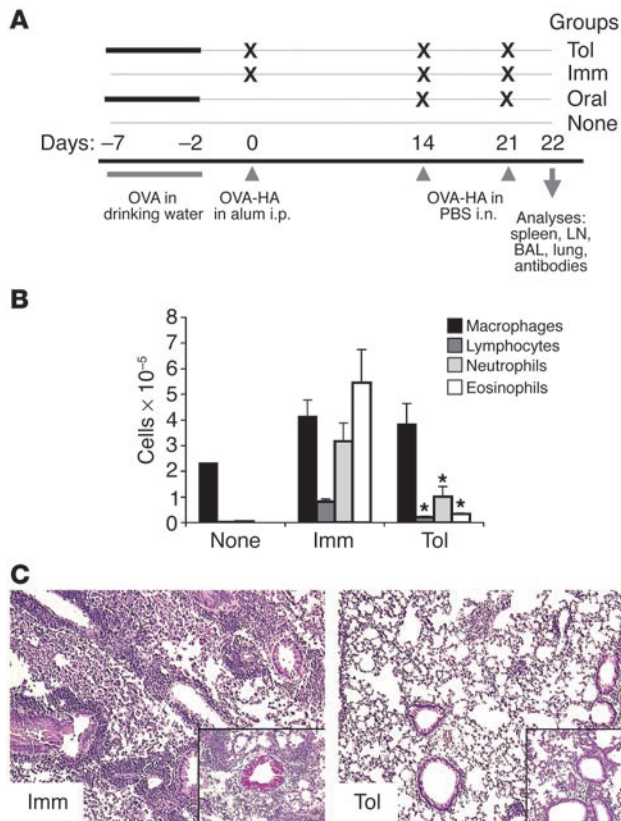 A
Groups
X X X Tol
X X X Imm
X X Oral
None
Days: –7 –2 0 14 21 22
OVA in
drinking water
OVA-HA
in alum i.p.
OVA-HA in
PBS i.n.
Analyses:
spleen, LN,
BAL, lung,
antibodies
B
Cells × 10⁻⁵
8
7
6
5
4
3
2
1
0
Macrophages
Lymphocytes
Neutrophils
Eosinophils
* * *
None Imm Tol
C
Imm
Tol